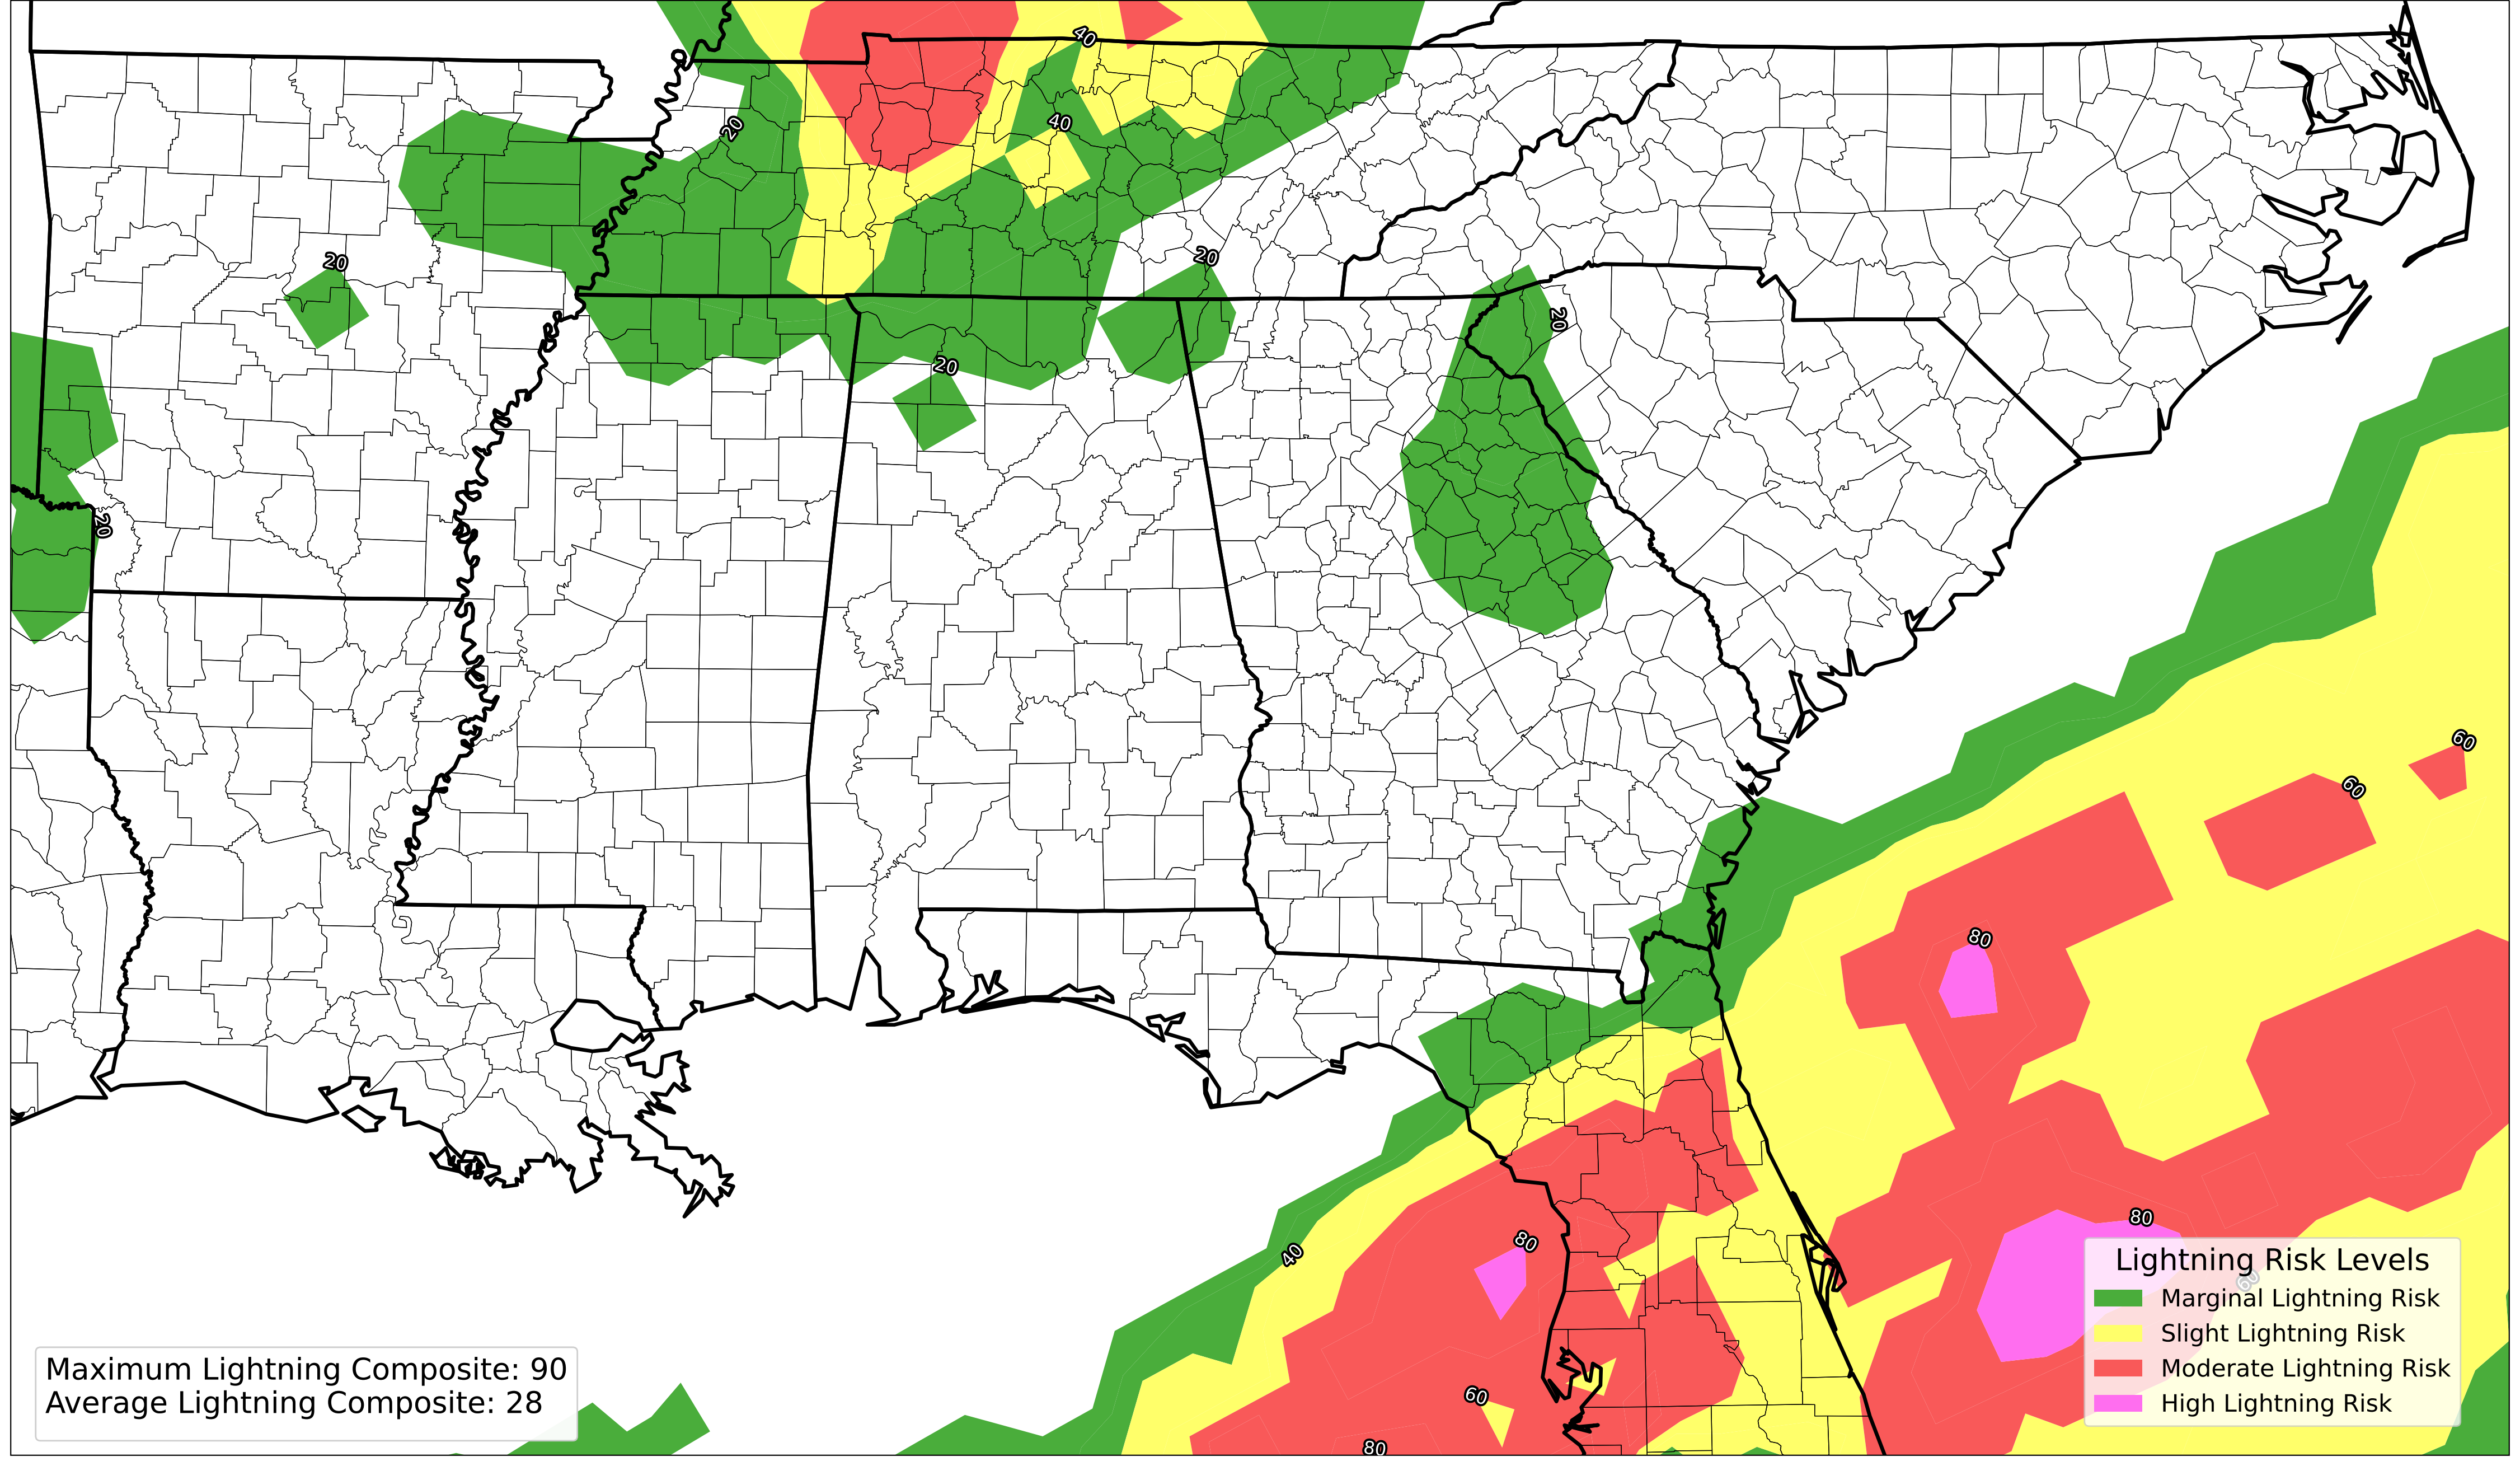 40
20
40
20
20
20
20
20
60
60
80
80
80
40
60
60
80
Lightning Risk Levels
Marginal Lightning Risk
Slight Lightning Risk
Moderate Lightning Risk
High Lightning Risk
Maximum Lightning Composite: 90
Average Lightning Composite: 28